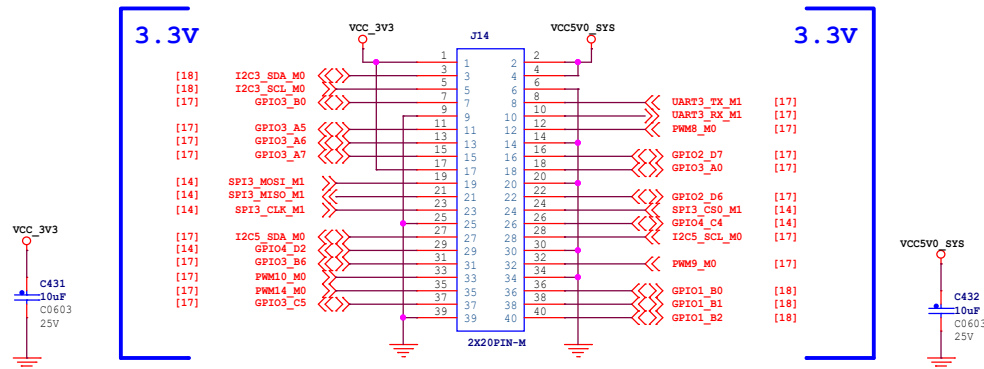 3.3V
VCC_3V3
J14
VCC5V0_SYS
3.3V
1 1 2 2
[18] I2C3_SDA_M0 3 3 4 4
[18] I2C3_SCL_M0 5 5 6 6
[17] GPIO3_B0 7 7 8 8 UART3_TX_M1 [17]
9 9 10 10 UART3_RX_M1 [17]
[17] GPIO3_A5 11 11 12 12 PWM8_M0 [17]
[17] GPIO3_A6 13 13 14 14
[17] GPIO3_A7 15 15 16 16 GPIO2_D7 [17]
17 17 18 18 GPIO3_A0 [17]
[14] SPI3_MOSI_M1 19 19 20 20
[14] SPI3_MISO_M1 21 21 22 22 GPIO2_D6 [17]
[14] SPI3_CLK_M1 23 23 24 24 SPI3_CS0_M1 [14]
25 25 26 26 GPIO4_C4 [14]
[17] I2C5_SDA_M0 27 27 28 28 I2C5_SCL_M0 [17]
[14] GPIO4_D2 29 29 30 30
[17] GPIO3_B6 31 31 32 32 PWM9_M0 [17]
[17] PWM10_M0 33 33 34 34
[17] PWM14_M0 35 35 36 36 GPIO1_B0 [18]
[17] GPIO3_C5 37 37 38 38 GPIO1_B1 [18]
39 39 40 40 GPIO1_B2 [18]
2X20PIN-M
VCC_3V3
C431
10uF
C0603
25V
VCC5V0_SYS
C432
10uF
C0603
25V